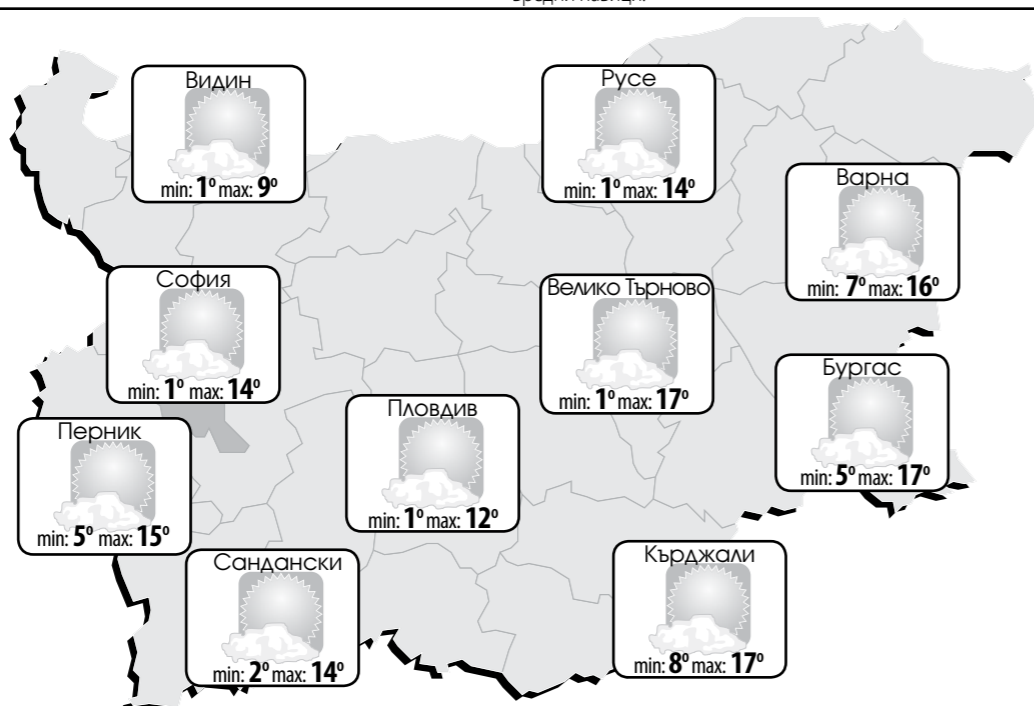 Видин
min: 1° max: 9°
Русе
min: 1° max: 14°
Варна
min: 7° max: 16°
София
min: 1° max: 14°
Велико Търново
min: 1° max: 17°
Бургас
min: 5° max: 17°
Пловдив
min: 1° max: 12°
Перник
min: 5° max: 15°
Сандански
min: 2° max: 14°
Кърджали
min: 8° max: 17°